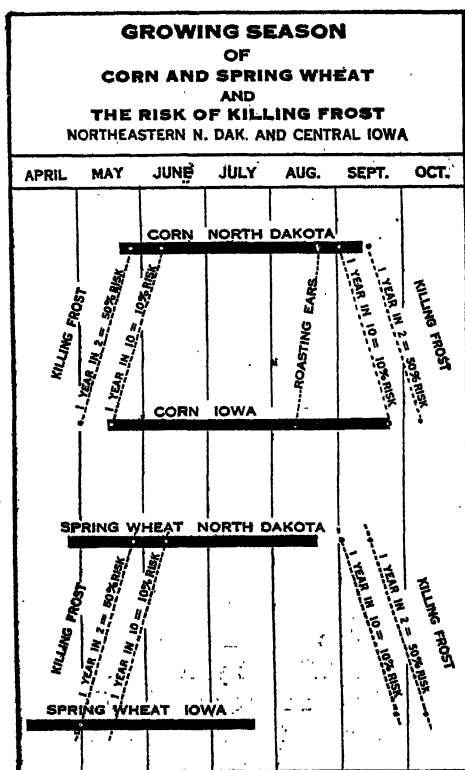 GROWING SEASON
OF
CORN AND SPRING WHEAT
AND
THE RISK OF KILLING FROST
NORTHEASTERN N. DAK. AND CENTRAL IOWA
APRIL MAY JUNE JULY AUG. SEPT. OCT.
CORN NORTH DAKOTA
KILLING FROST
1 YEAR IN 2 = 50% RISK
1 YEAR IN 10 = 10% RISK
ROASTING EARS
1 YEAR IN 10 = 10% RISK
1 YEAR IN 2 = 50% RISK
KILLING FROST
CORN IOWA
SPRING WHEAT NORTH DAKOTA
KILLING FROST
1 YEAR IN 2 = 50% RISK
1 YEAR IN 10 = 10% RISK
1 YEAR IN 10 = 10% RISK
1 YEAR IN 2 = 50% RISK
KILLING FROST
SPRING WHEAT IOWA